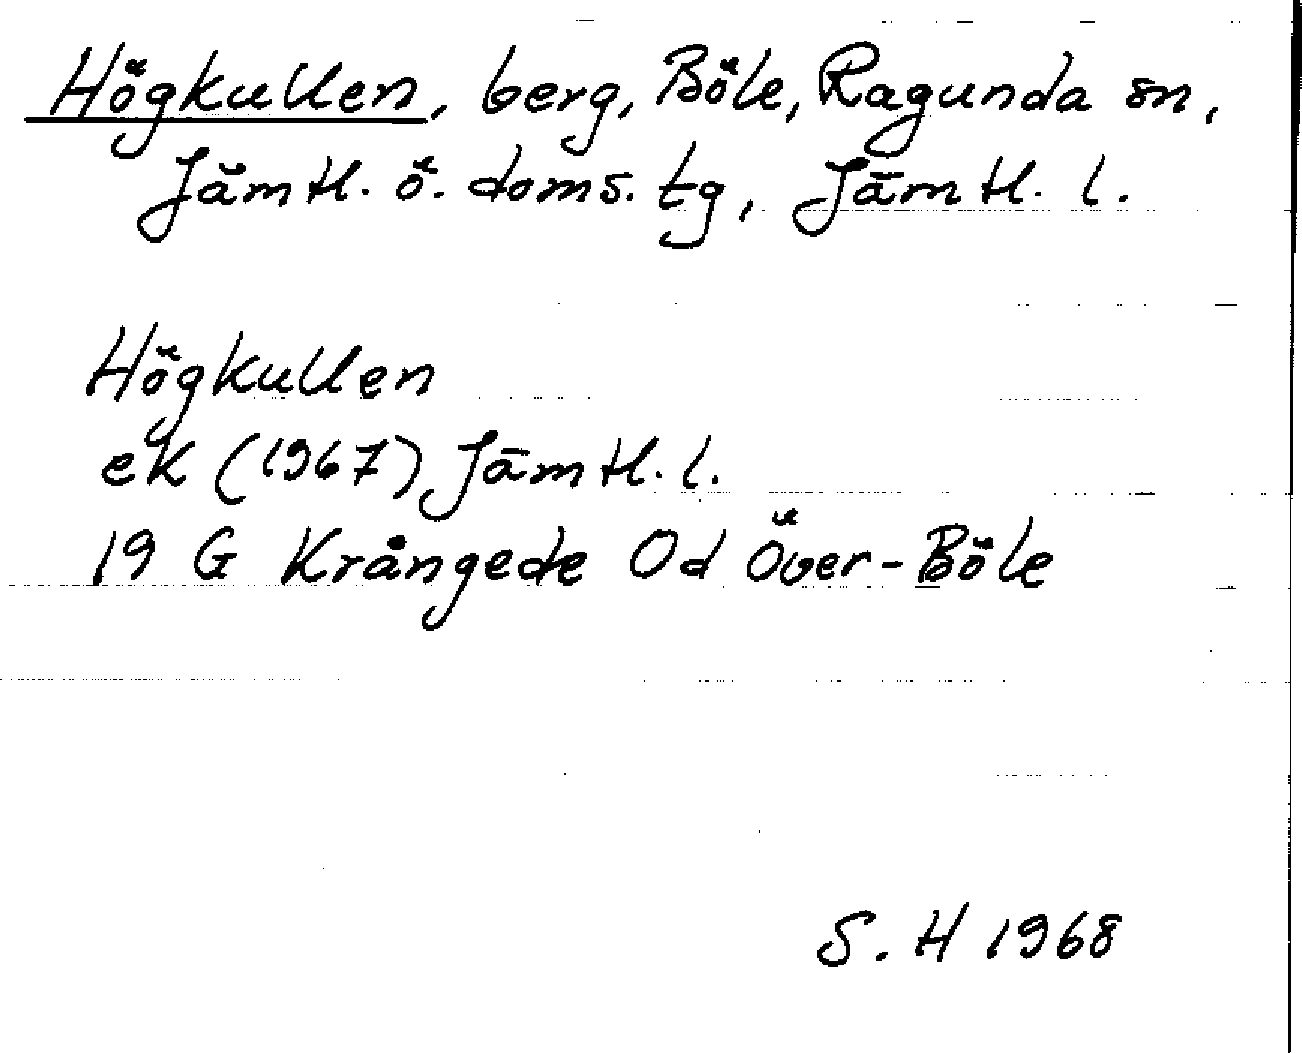 Högkullen, berg, Böle, Ragunda sn,
Jämtl. ö. doms. tg, Jämtl. l.
Högkullen
ek (1967) Jämtl. l.
19 G Krångede Od Över-Böle
S. H 1968